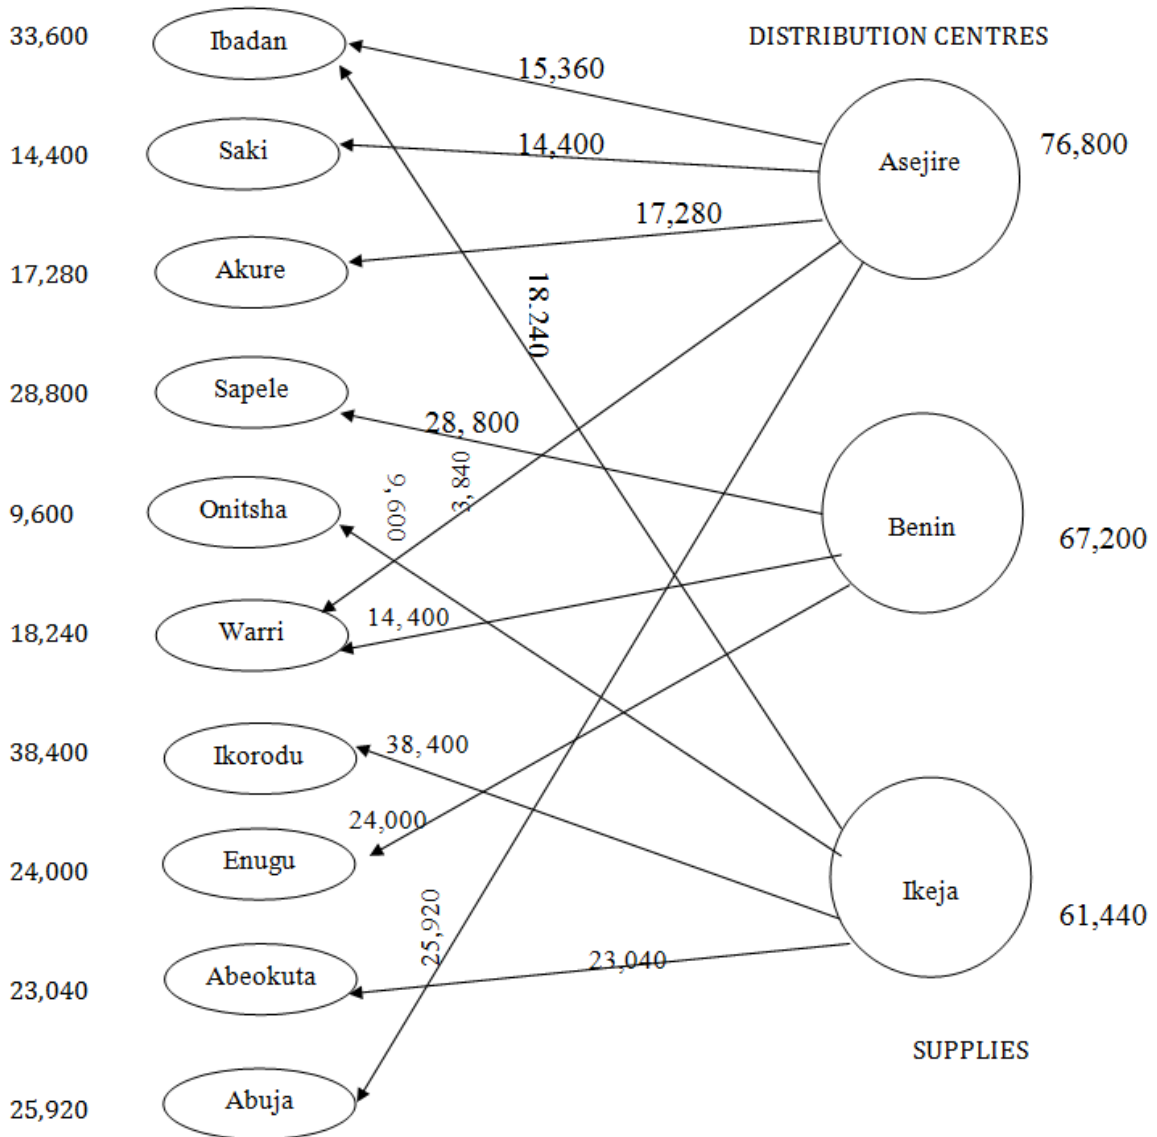 33,600
Ibadan
DISTRIBUTION CENTRES
15,360
14,400
Saki
14,400
Asejire
76,800
17,280
17,280
Akure
18.240
28,800
Sapele
28, 800
3, 840
9, 600
9,600
Onitsha
Benin
67,200
18,240
Warri
14,400
38,400
Ikorodu
38,400
24,000
24,000
Enugu
Ikeja
61,440
25,920
23,040
23,040
Abeokuta
SUPPLIES
25,920
Abuja